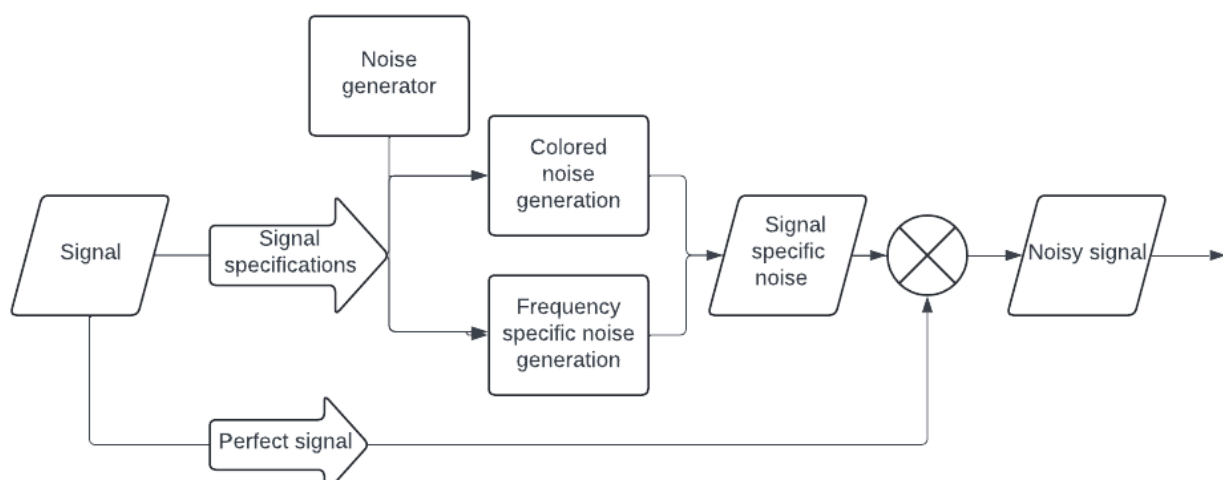 Noise
generator
Colored
noise
generation
Signal
Signal
specifications
Signal
specific
noise
Noisy signal
Frequency
specific noise
generation
Perfect signal